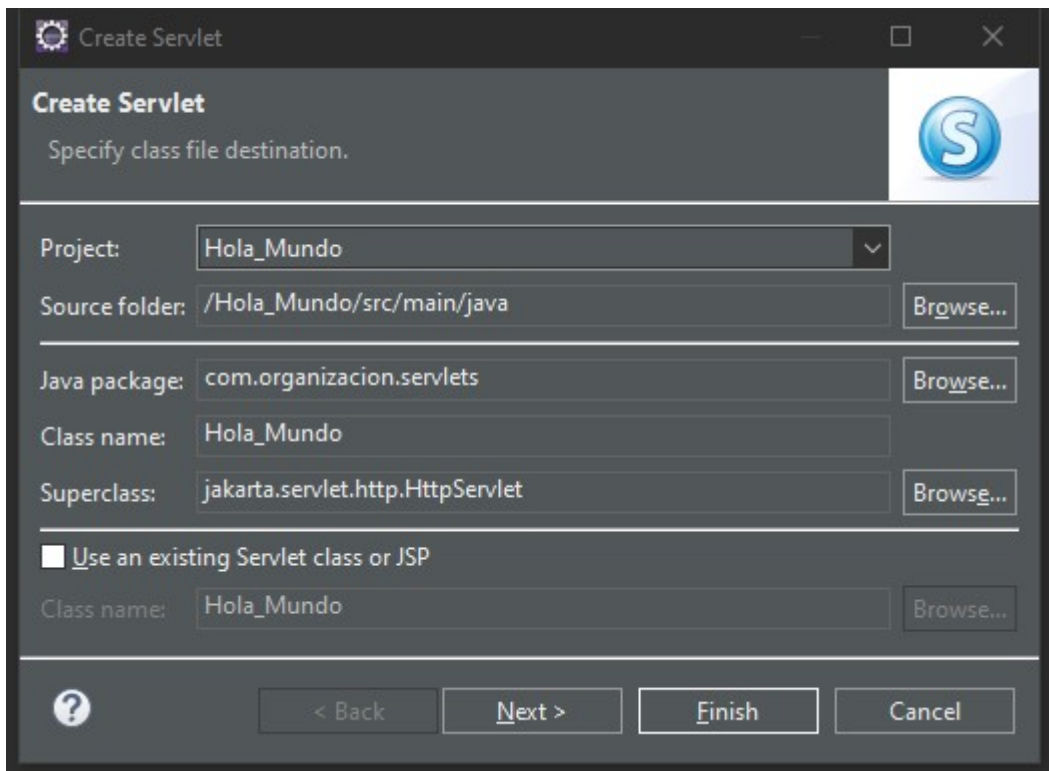 Create Servlet
Create Servlet
Specify class file destination.
S
Project: Hola_Mundo
Source folder: /Hola_Mundo/src/main/java Browse...
Java package: com.organizacion.servlets Browse...
Class name: Hola_Mundo
Superclass: jakarta.servlet.http.HttpServlet Browse...
Use an existing Servlet class or JSP
Class name: Hola_Mundo Browse...
? < Back Next > Finish Cancel